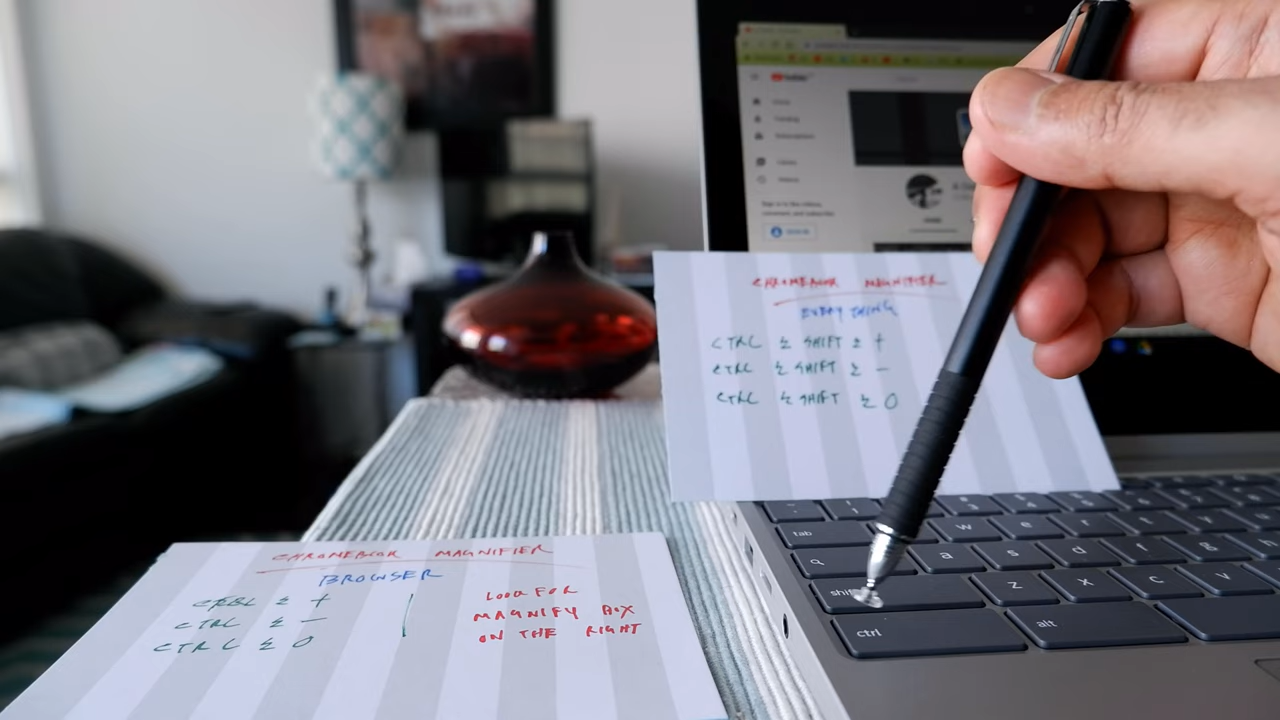 CHROMEBOOK MAGNIFIER
EVERYTHING
CTRL & SHIFT & +
CTRL & SHIFT & -
CTRL & SHIFT & 0
CHROMEBOOK MAGNIFIER
BROWSER
CTRL & +
CTRL & -
CTRL & 0
LOOK FOR
MAGNIFY BOX
ON THE RIGHT
tab w e r
a s d f g
shift z x c v
ctrl alt